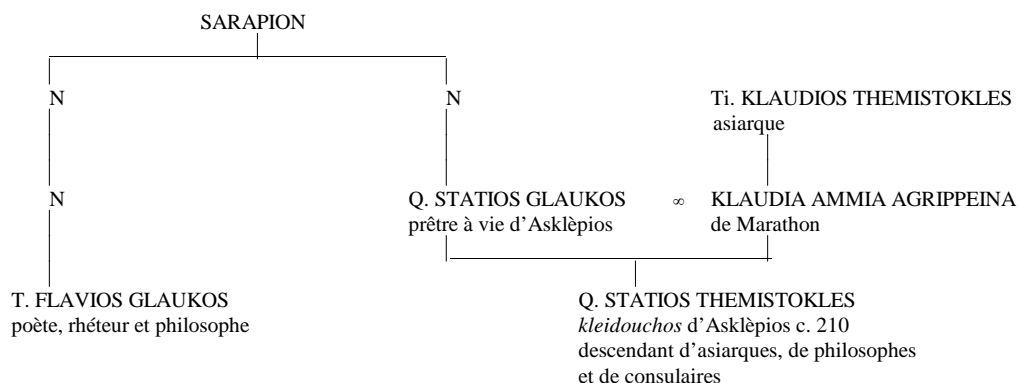 SARAPION
N N Ti. KLAUDIOS THEMISTOKLES
asiarque
N Q. STATIOS GLAUKOS ∞ KLAUDIA AMMIA AGRIPPEINA
prêtre à vie d’Asklèpios de Marathon
T. FLAVIOS GLAUKOS Q. STATIOS THEMISTOKLES
poète, rhéteur et philosophe kleidouchos d’Asklèpios c. 210
descendant d’asiarques, de philosophes
et de consulaires